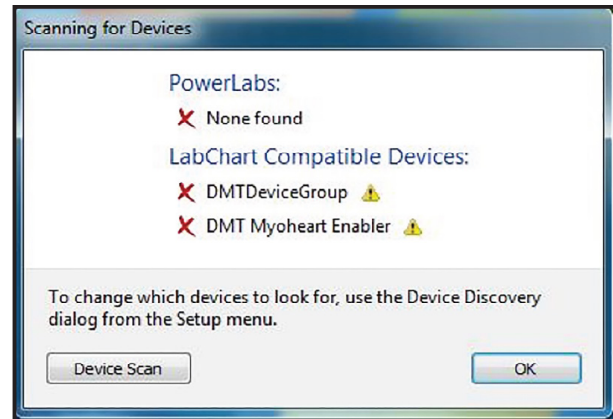 Scanning for Devices
PowerLabs:
None found
LabChart Compatible Devices:
DMTDeviceGroup
DMT Myoheart Enabler
To change which devices to look for, use the Device Discovery
dialog from the Setup menu.
Device Scan
OK